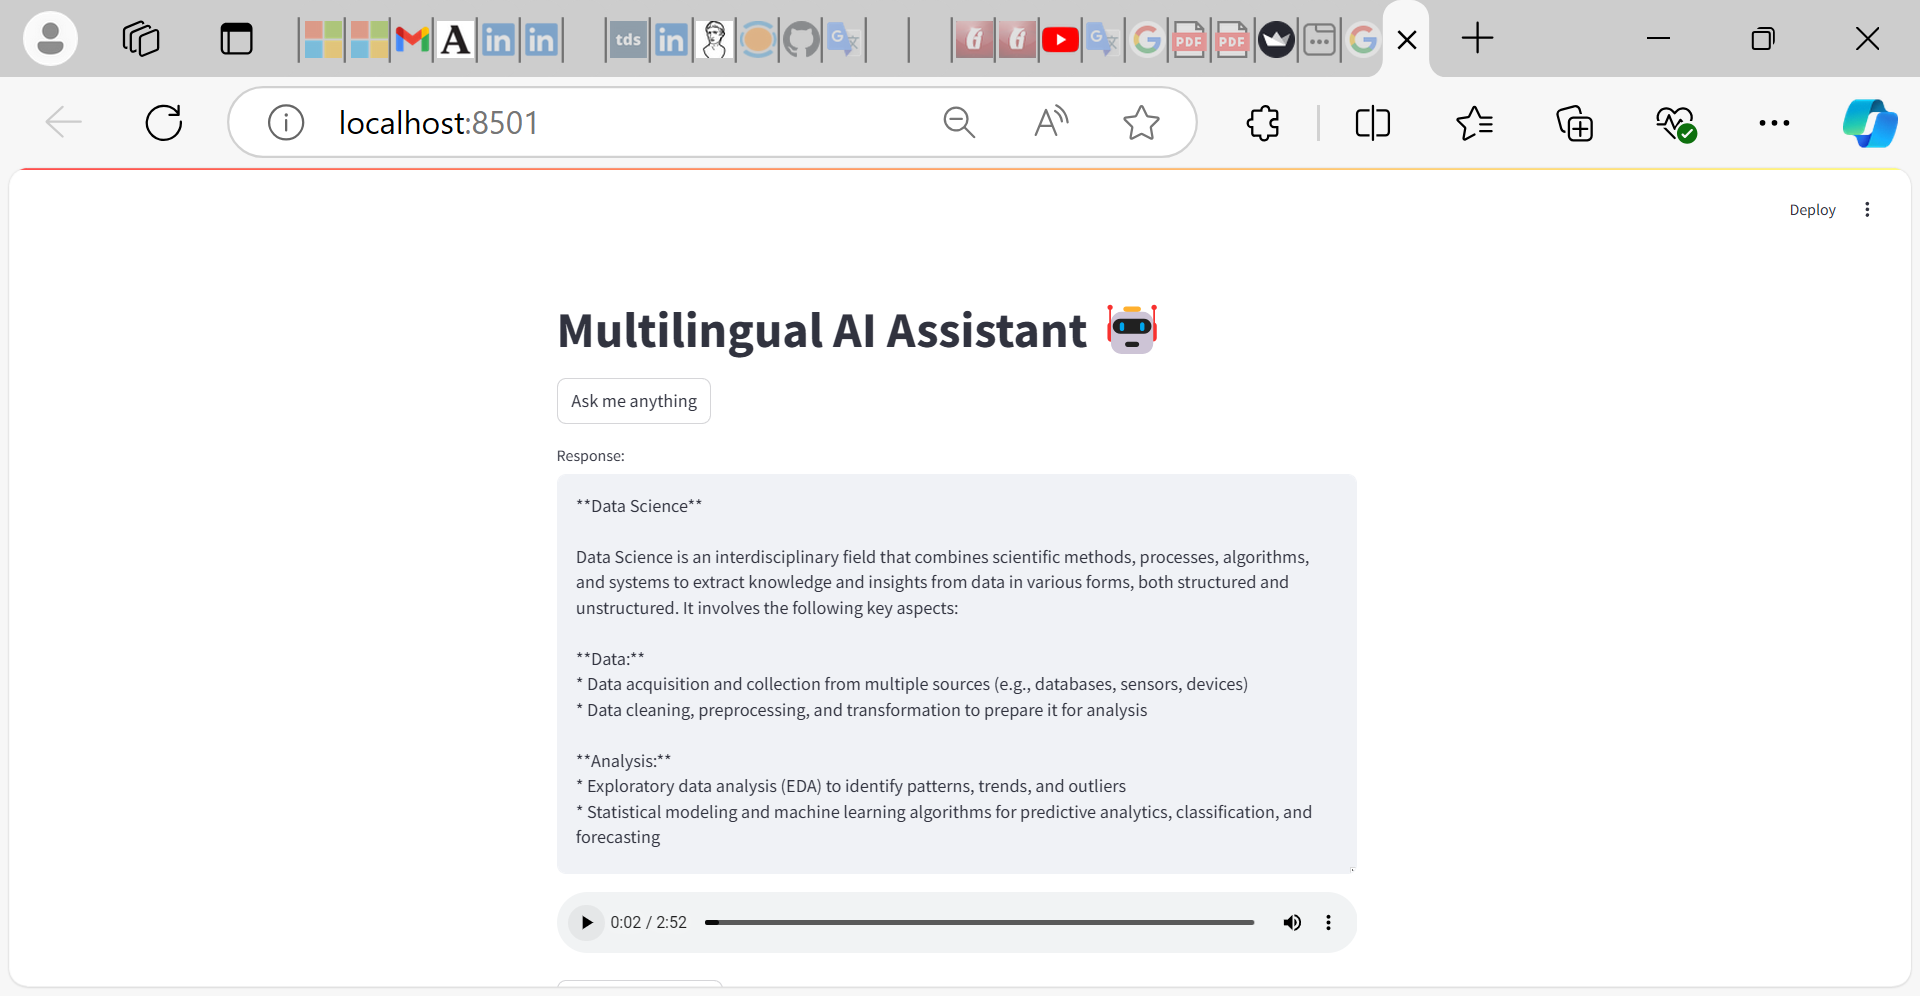 tds
PDF
PDF
localhost:8501
Deploy
Multilingual AI Assistant
Ask me anything
Response:
**Data Science**
Data Science is an interdisciplinary field that combines scientific methods, processes, algorithms,
and systems to extract knowledge and insights from data in various forms, both structured and
unstructured. It involves the following key aspects:
**Data:**
* Data acquisition and collection from multiple sources (e.g., databases, sensors, devices)
* Data cleaning, preprocessing, and transformation to prepare it for analysis
**Analysis:**
* Exploratory data analysis (EDA) to identify patterns, trends, and outliers
* Statistical modeling and machine learning algorithms for predictive analytics, classification, and
forecasting
0:02 / 2:52